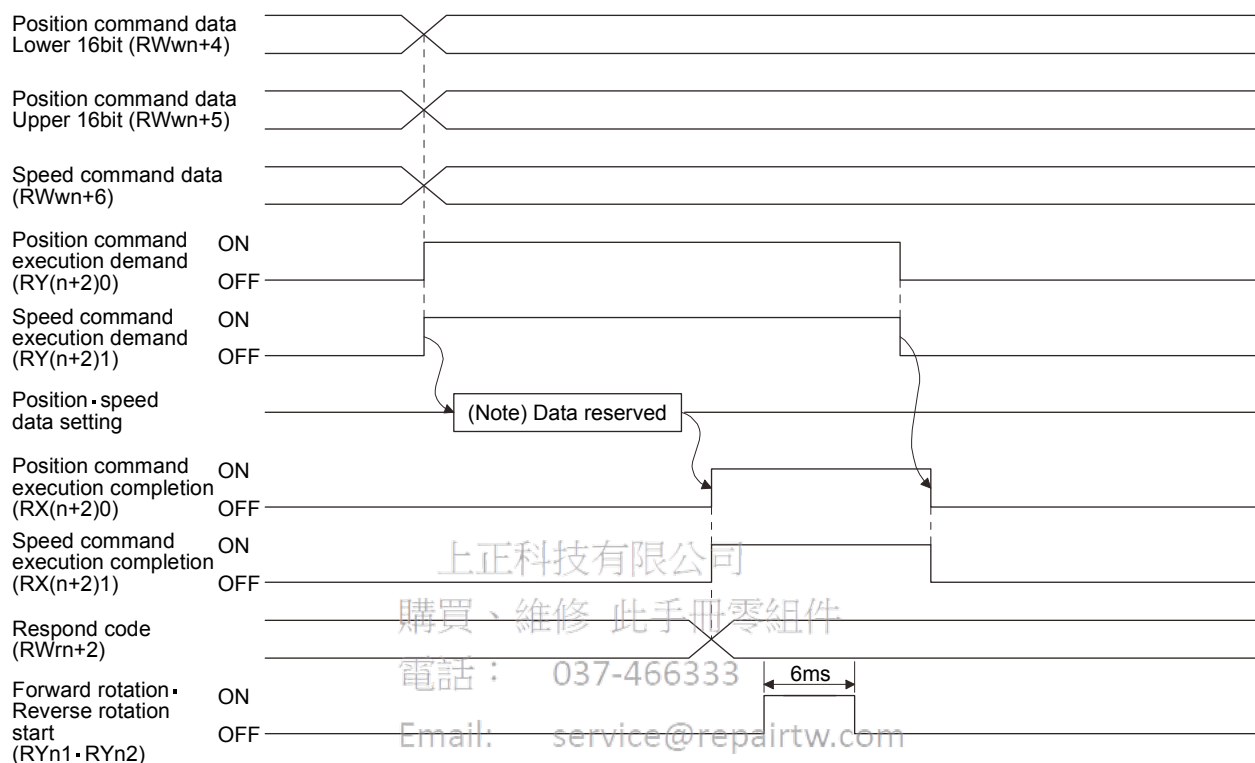 Position command data
Lower 16bit (RWwn+4)
Position command data
Upper 16bit (RWwn+5)
Speed command data
(RWwn+6)
Position command
execution demand
(RY(n+2)0)
ON
OFF
Speed command
execution demand
(RY(n+2)1)
ON
OFF
Position·speed
data setting
(Note) Data reserved
Position command
execution completion
(RX(n+2)0)
ON
OFF
Speed command
execution completion
(RX(n+2)1)
ON
OFF
上正科技有限公司
購買、維修 此手冊零組件
Respond code
(RWrn+2)
電話： 037-466333
6ms
Forward rotation·
Reverse rotation
start
(RYn1·RYn2)
ON
OFF
Email: service@repairtw.com